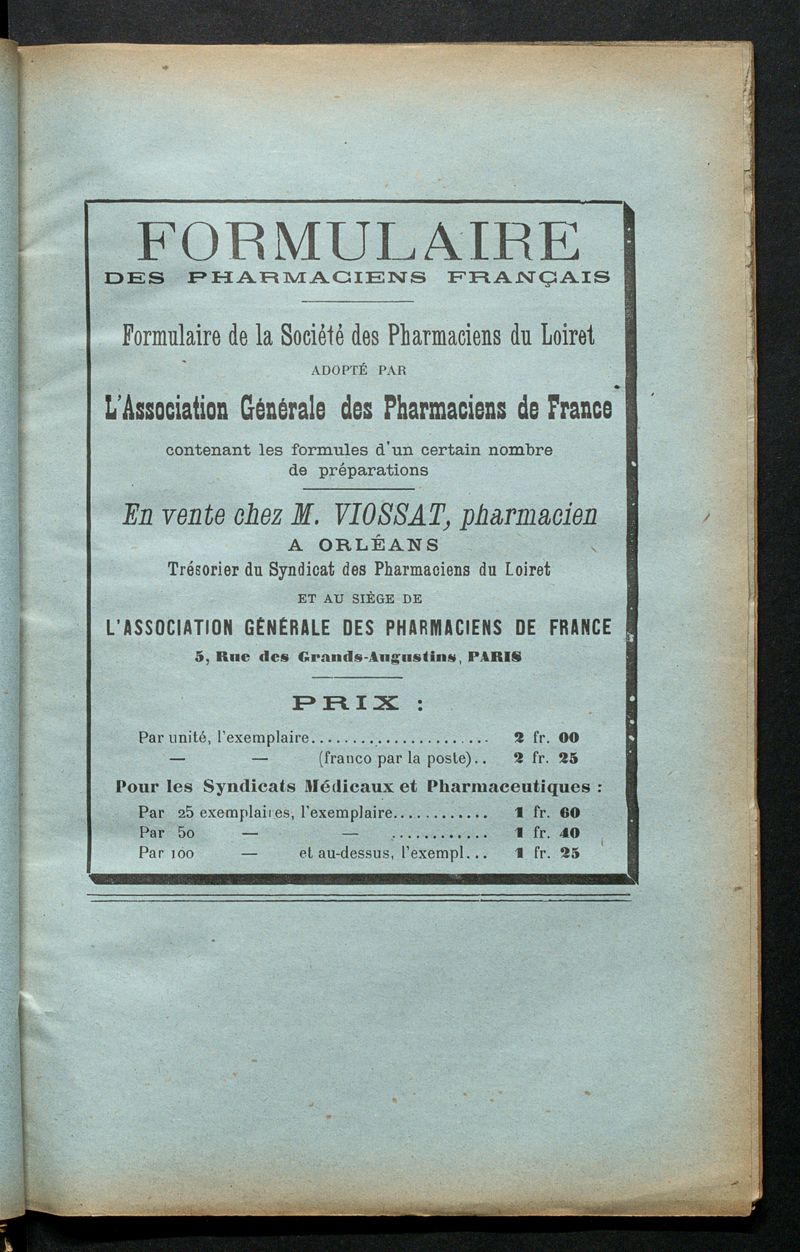 FORMULAIRE
DES PHARMACIENS FRANÇAIS
Formulaire de la Société des Pharmaciens du Loiret
ADOPTÉ PAR
L'Association Générale des Pharmaciens de France
contenant les formules d'un certain nombre
de préparations
En vente chez M. VIOSSAT, pharmacien
A ORLÉANS
Trésorier du Syndicat des Pharmaciens du Loiret
ET AU SIÈGE DE
L'ASSOCIATION GÉNÉRALE DES PHARMACIENS DE FRANCE
5, Rue des Grands-Augustins, PARIS
PRIX :
Par unité, l'exemplaire...................... 2 fr. 00
— — (franco par la poste).. 2 fr. 25
Pour les Syndicats Médicaux et Pharmaceutiques :
Par 25 exemplaires, l'exemplaire............ 1 fr. 60
Par 50 — — ............ 1 fr. 40
Par 100 — et au-dessus, l'exempl... 1 fr. 25